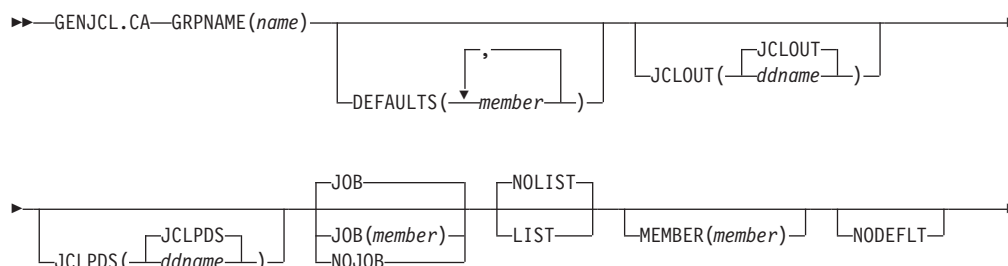 GENJCL.CA GRPNAME(name)
,
DEFAULTS( member )
JCLOUT
JCLOUT( ddname )
JCLPDS
JCLPDS( ddname )
JOB
JOB(member)
NOJOB
NOLIST
LIST
MEMBER(member)
NODEFLT